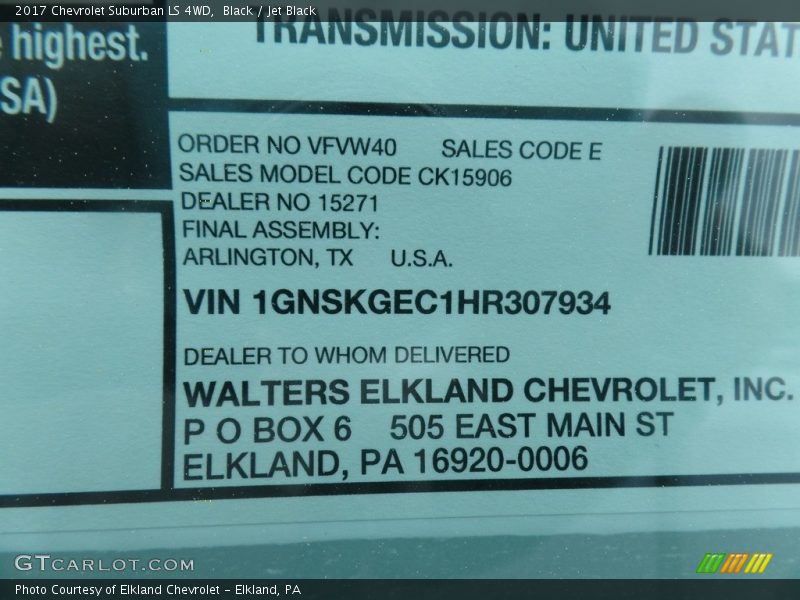 2017 Chevrolet Suburban LS 4WD, Black / Jet Black
highest.
SA)
TRANSMISSION: UNITED STAT
ORDER NO VFVW40 SALES CODE E
SALES MODEL CODE CK15906
DEALER NO 15271
FINAL ASSEMBLY:
ARLINGTON, TX U.S.A.
VIN 1GNSKGEC1HR307934
DEALER TO WHOM DELIVERED
WALTERS ELKLAND CHEVROLET, INC.
P O BOX 6 505 EAST MAIN ST
ELKLAND, PA 16920-0006
GTCARLOT.COM
Photo Courtesy of Elkland Chevrolet - Elkland, PA